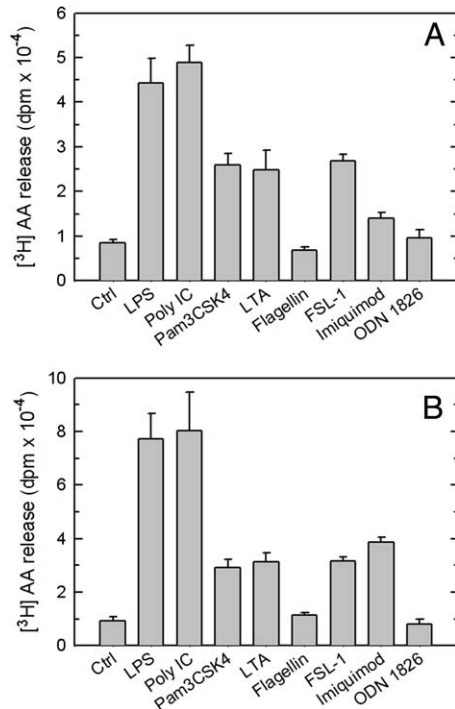 A
[³H] AA release (dpm x 10⁻⁴)
6
5
4
3
2
1
0
Ctrl
LPS
Poly IC
Pam3CSK4
LTA
Flagellin
FSL-1
Imiquimod
ODN 1826
B
[³H] AA release (dpm x 10⁻⁴)
10
8
6
4
2
0
Ctrl
LPS
Poly IC
Pam3CSK4
LTA
Flagellin
FSL-1
Imiquimod
ODN 1826